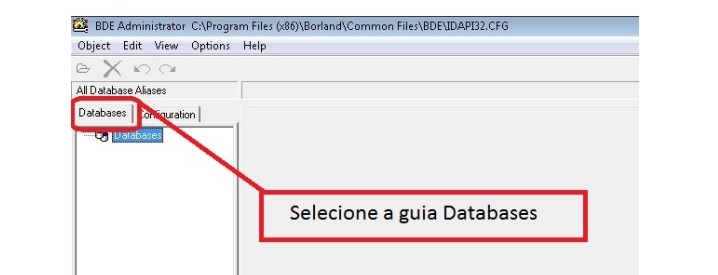 BDE Administrator C:\Program Files (x86)\Borland\Common Files\BDE\IDAPI32.CFG
Object Edit View Options Help
All Database Aliases
Databases Configuration
Databases
Selecione a guia Databases